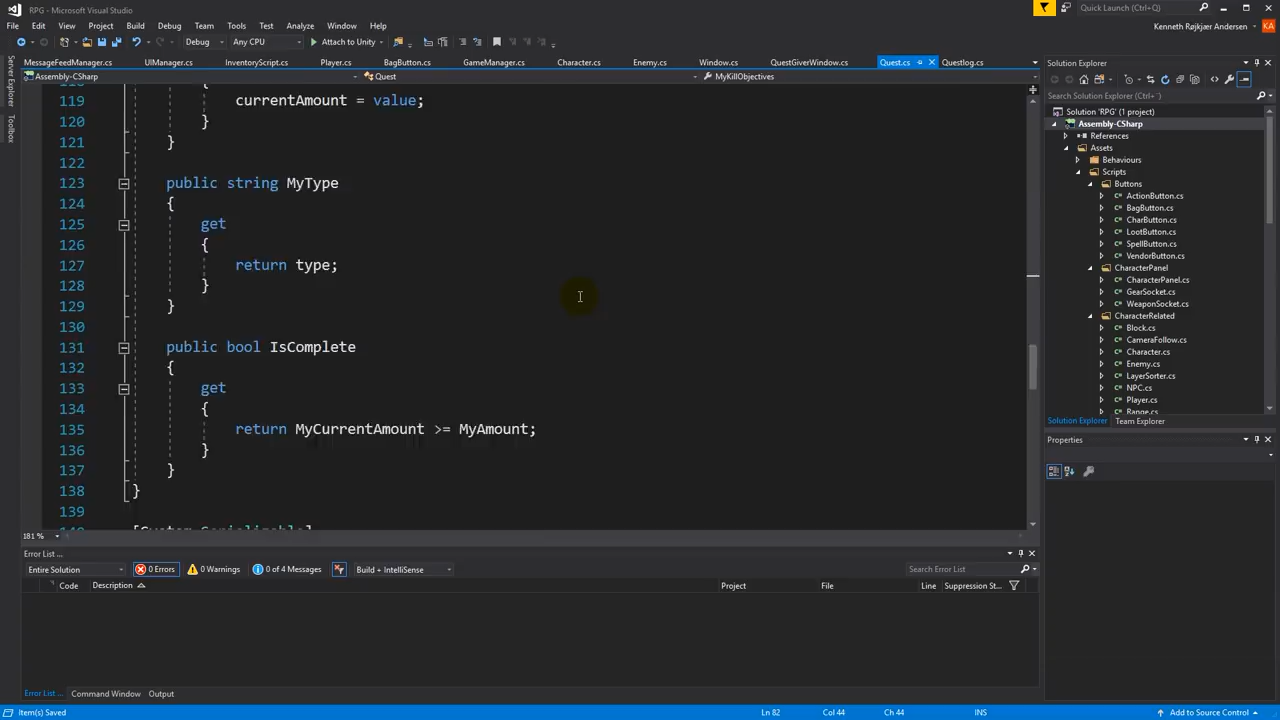 RPG - Microsoft Visual Studio
Quick Launch (Ctrl+Q)
File Edit View Project Build Debug Team Tools Test Analyze Window Help
Kenneth Røjkjær Andersen KA
Debug Any CPU Attach to Unity
Server Explorer
Toolbox
MessageFeedManager.cs UIManager.cs InventoryScript.cs Player.cs BagButton.cs GameManager.cs Character.cs Enemy.cs Window.cs QuestGiverWindow.cs Quest.cs Questlog.cs
Assembly-CSharp Quest MyKillObjectives
118 {
119 currentAmount = value;
120 }
121 }
122
123 public string MyType
124 {
125 get
126 {
127 return type;
128 }
129 }
130
131 public bool IsComplete
132 {
133 get
134 {
135 return MyCurrentAmount >= MyAmount;
136 }
137 }
138 }
139
181 %
Solution Explorer
Search Solution Explorer (Ctrl+')
Solution 'RPG' (1 project)
Assembly-CSharp
References
Assets
Behaviours
Scripts
Buttons
ActionButton.cs
BagButton.cs
CharButton.cs
LootButton.cs
SpellButton.cs
VendorButton.cs
CharacterPanel
CharacterPanel.cs
GearSocket.cs
WeaponSocket.cs
CharacterRelated
Block.cs
CameraFollow.cs
Character.cs
Enemy.cs
LayerSorter.cs
NPC.cs
Player.cs
Range.cs
Solution Explorer Team Explorer
Properties
Error List ...
Entire Solution 0 Errors 0 Warnings 0 of 4 Messages Build + IntelliSense Search Error List
Code Description Project File Line Suppression St...
Error List ... Command Window Output
Item(s) Saved Ln 82 Col 44 Ch 44 INS Add to Source Control